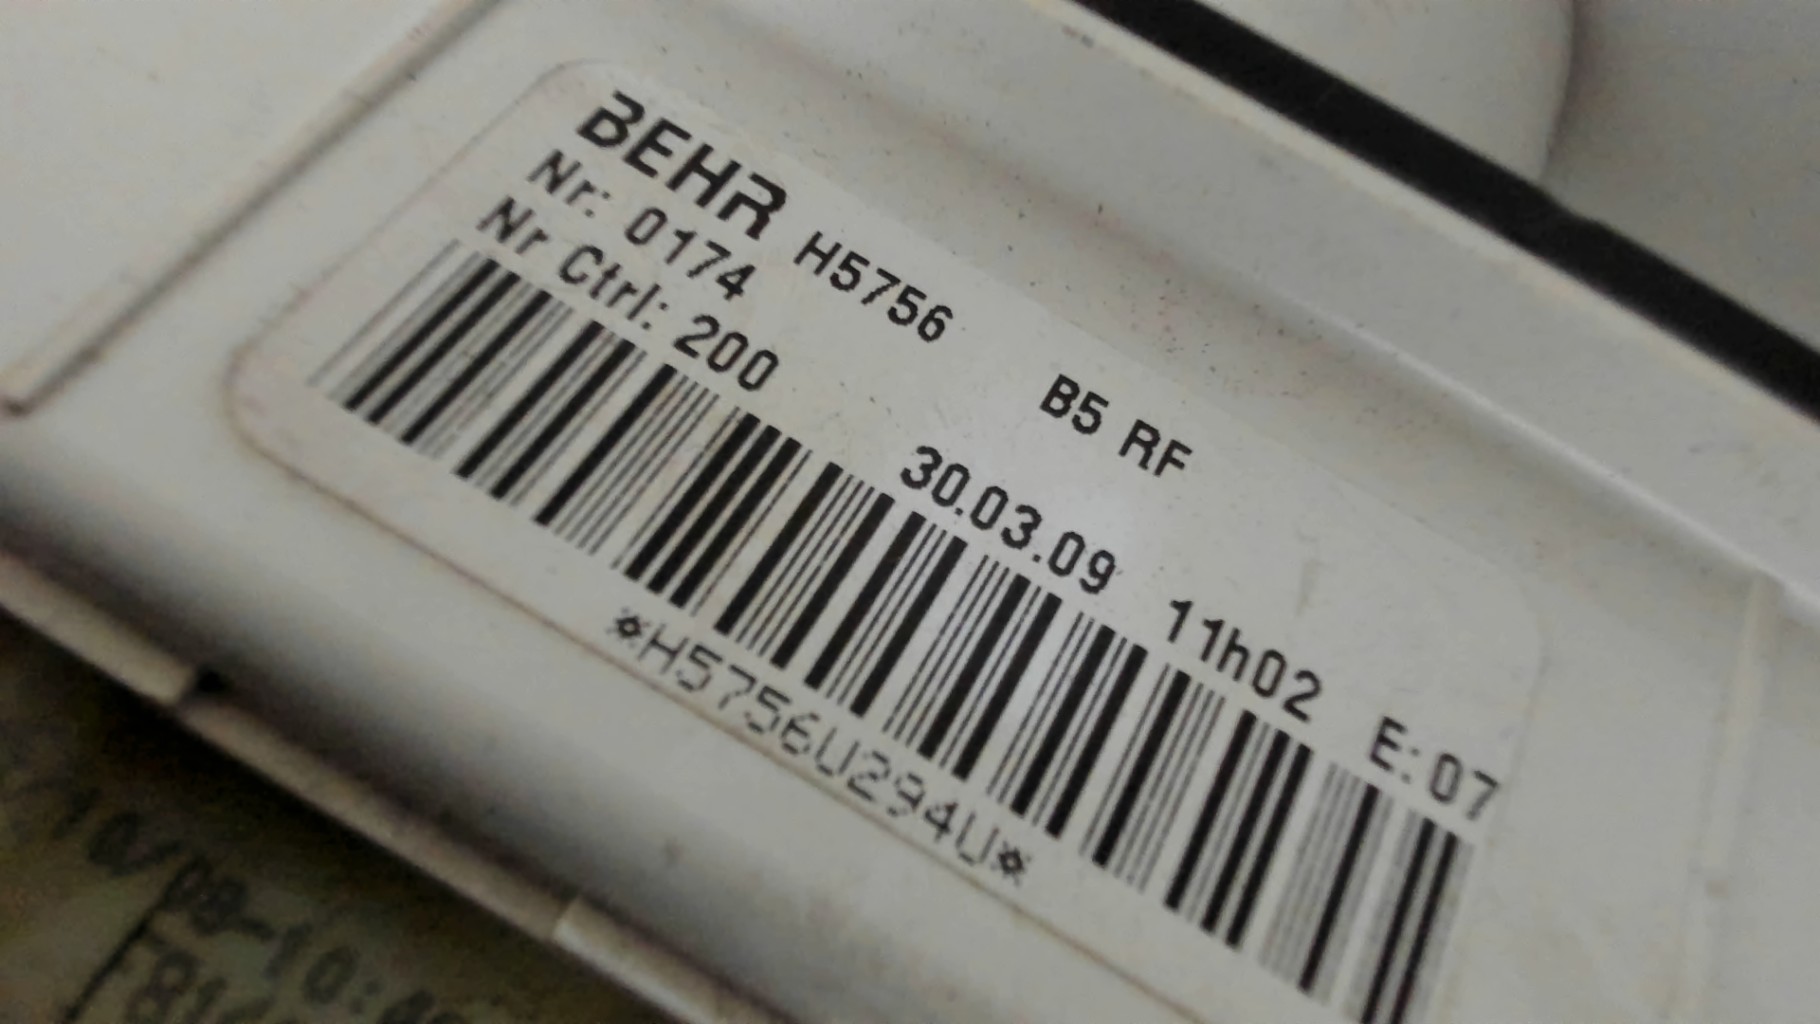 BEHR H5756 B5 RF
Nr: 0174
Nr Ctrl: 200 30.03.09 11h02 E:07
*H5756U294U*